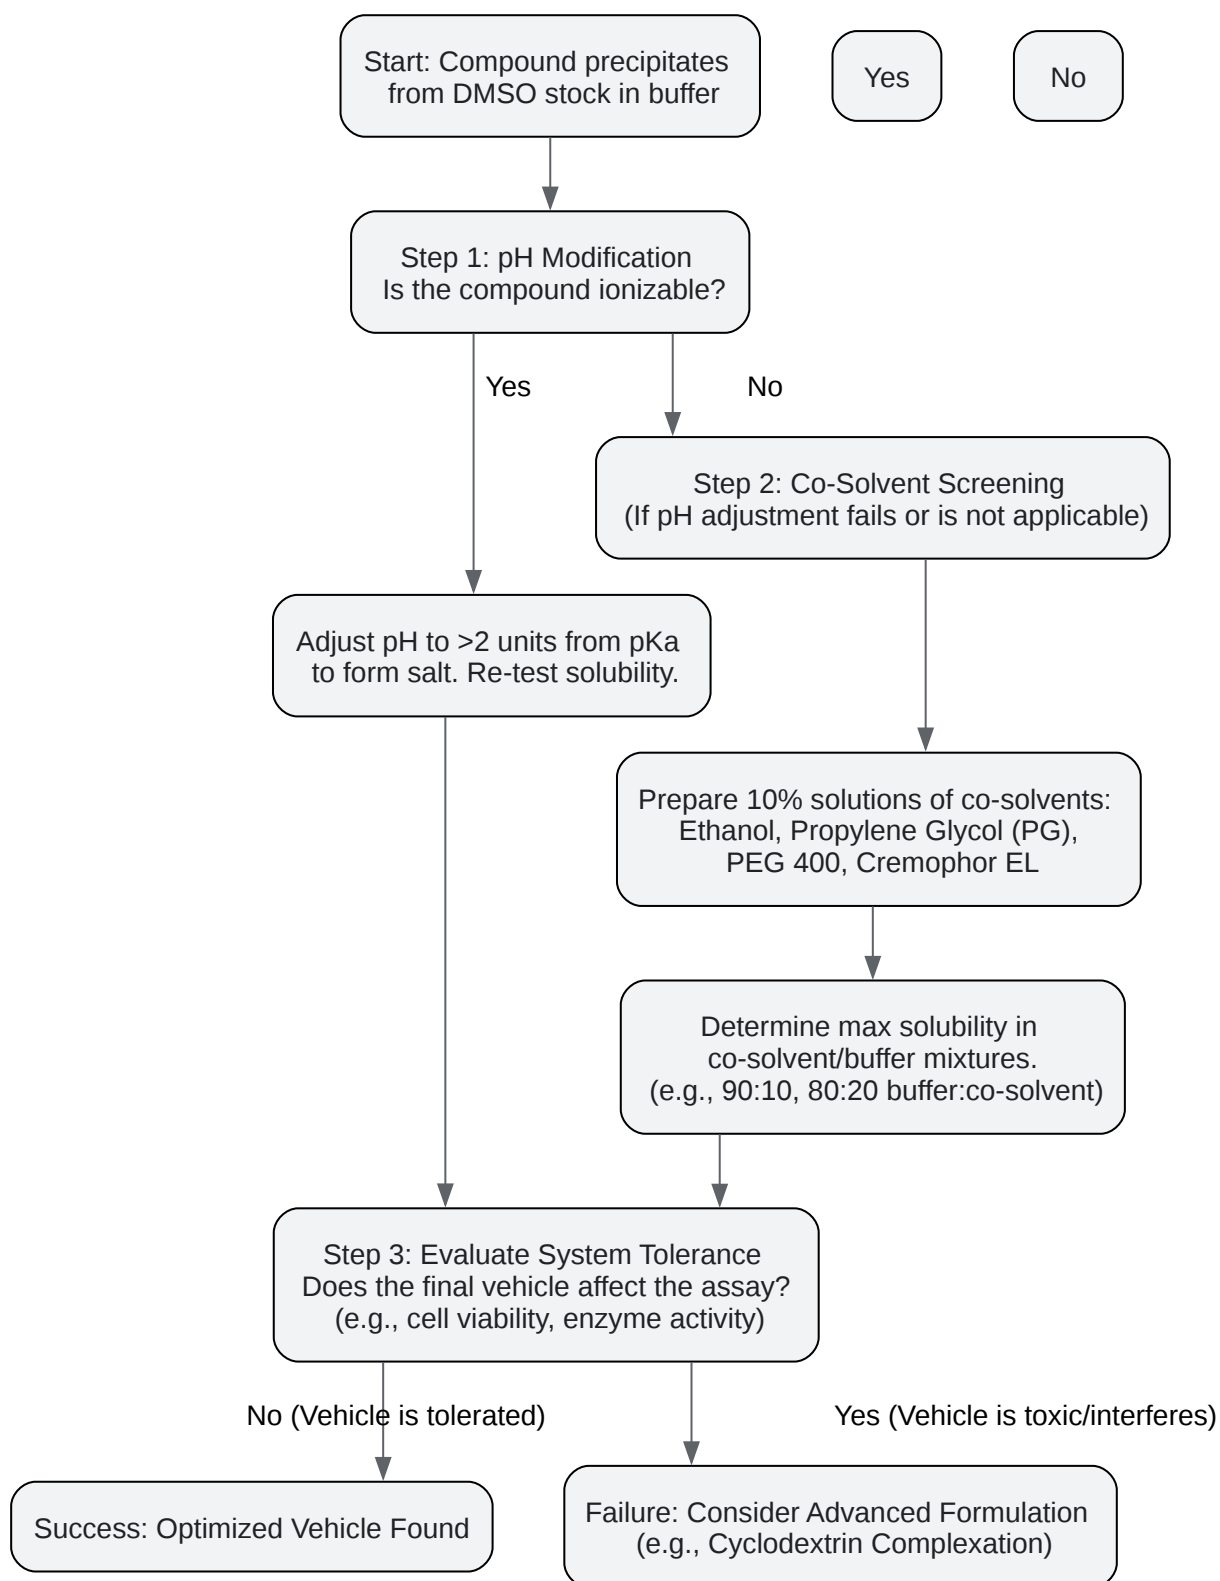 Start: Compound precipitates
from DMSO stock in buffer
Yes
No
Step 1: pH Modification
Is the compound ionizable?
Yes
No
Step 2: Co-Solvent Screening
(If pH adjustment fails or is not applicable)
Adjust pH to >2 units from pKa
to form salt. Re-test solubility.
Prepare 10% solutions of co-solvents:
Ethanol, Propylene Glycol (PG),
PEG 400, Cremophor EL
Determine max solubility in
co-solvent/buffer mixtures.
(e.g., 90:10, 80:20 buffer:co-solvent)
Step 3: Evaluate System Tolerance
Does the final vehicle affect the assay?
(e.g., cell viability, enzyme activity)
No (Vehicle is tolerated)
Yes (Vehicle is toxic/interferes)
Success: Optimized Vehicle Found
Failure: Consider Advanced Formulation
(e.g., Cyclodextrin Complexation)